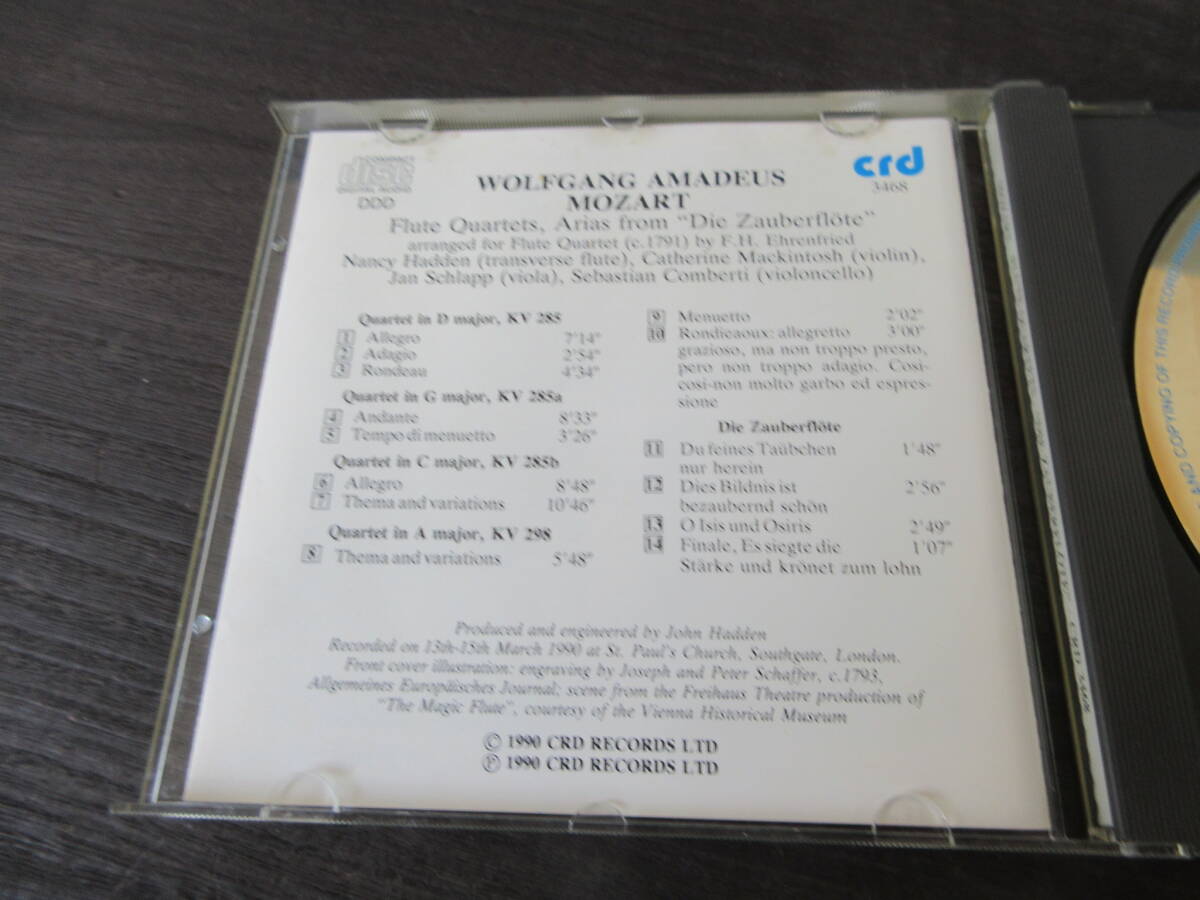 COMPACT
disc
DIGITAL AUDIO
DDD
crd
3468
WOLFGANG AMADEUS
MOZART
Flute Quartets, Arias from "Die Zauberflöte"
arranged for Flute Quartet (c.1791) by F.H. Ehrenfried
Nancy Hadden (transverse flute), Catherine Mackintosh (violin),
Jan Schlapp (viola), Sebastian Comberti (violoncello)
Quartet in D major, KV 285
1 Allegro 7'14"
2 Adagio 2'54"
3 Rondeau 4'34"
Quartet in G major, KV 285a
4 Andante 8'33"
5 Tempo di menuetto 3'26"
Quartet in C major, KV 285b
6 Allegro 8'48"
7 Thema and variations 10'46"
Quartet in A major, KV 298
8 Thema and variations 5'48"
9 Menuetto 2'02"
10 Rondieaoux: allegretto 3'00"
grazioso, ma non troppo presto,
pero non troppo adagio. Cosi-
cosi-non molto garbo ed espres-
sione
Die Zauberflöte
11 Du feines Taübchen 1'48"
nur herein
12 Dies Bildnis ist 2'56"
bezaubernd schön
13 O Isis und Osiris 2'49"
14 Finale, Es siegte die 1'07"
Stärke und krönet zum lohn
Produced and engineered by John Hadden
Recorded on 13th-15th March 1990 at St. Paul's Church, Southgate, London.
Front cover illustration: engraving by Joseph and Peter Schaffer, c.1793,
Allgemeines Europäisches Journal; scene from the Freihaus Theatre production of
"The Magic Flute", courtesy of the Vienna Historical Museum
© 1990 CRD RECORDS LTD
℗ 1990 CRD RECORDS LTD
AND COPYING OF THIS RECORD